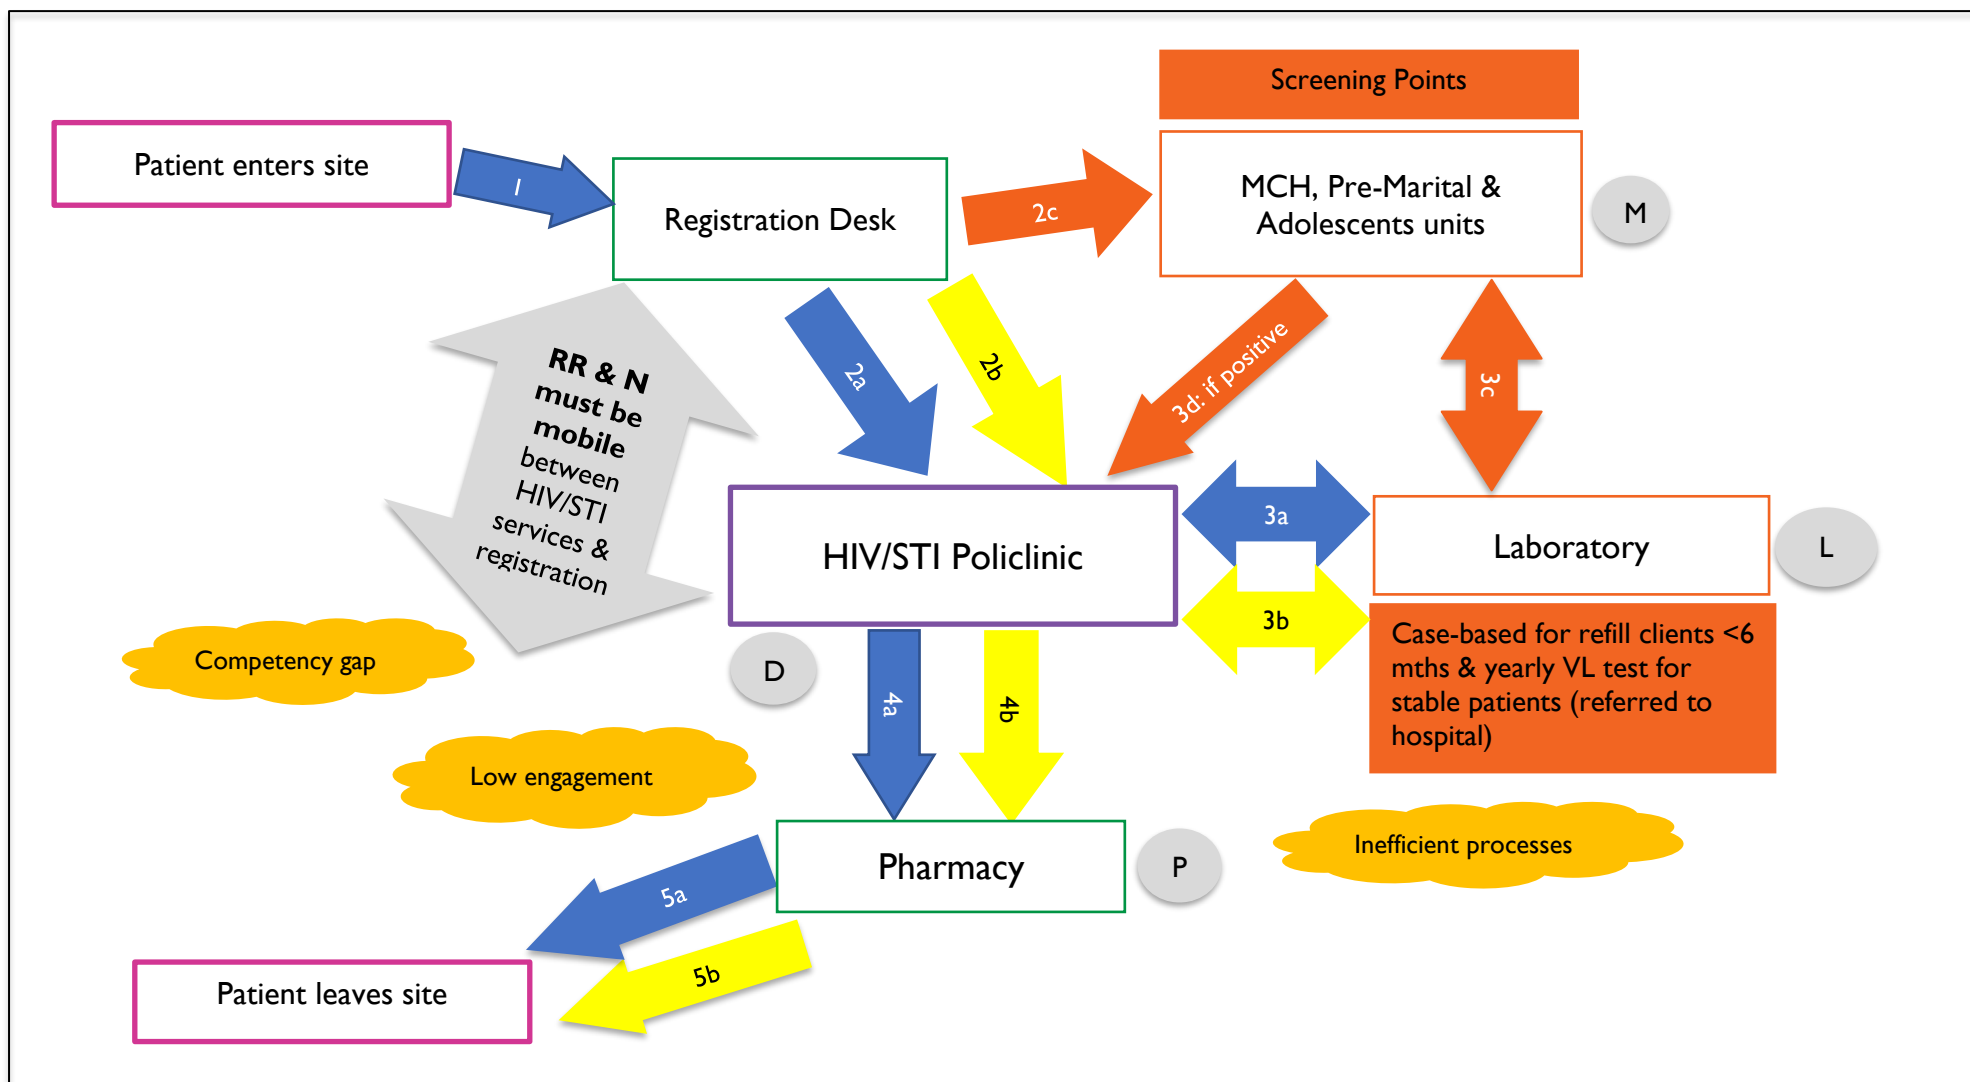 Screening Points
Patient enters site
1
Registration Desk
2c
MCH, Pre-Marital &
Adolescents units
M
RR & N
must be
mobile
between
HIV/STI
services &
registration
2a
2b
3d: if positive
3c
HIV/STI Policlinic
3a
3b
Laboratory
L
Case-based for refill clients <6
mths & yearly VL test for
stable patients (referred to
hospital)
Competency gap
D
4a
4b
Low engagement
Inefficient processes
Pharmacy
P
5a
5b
Patient leaves site